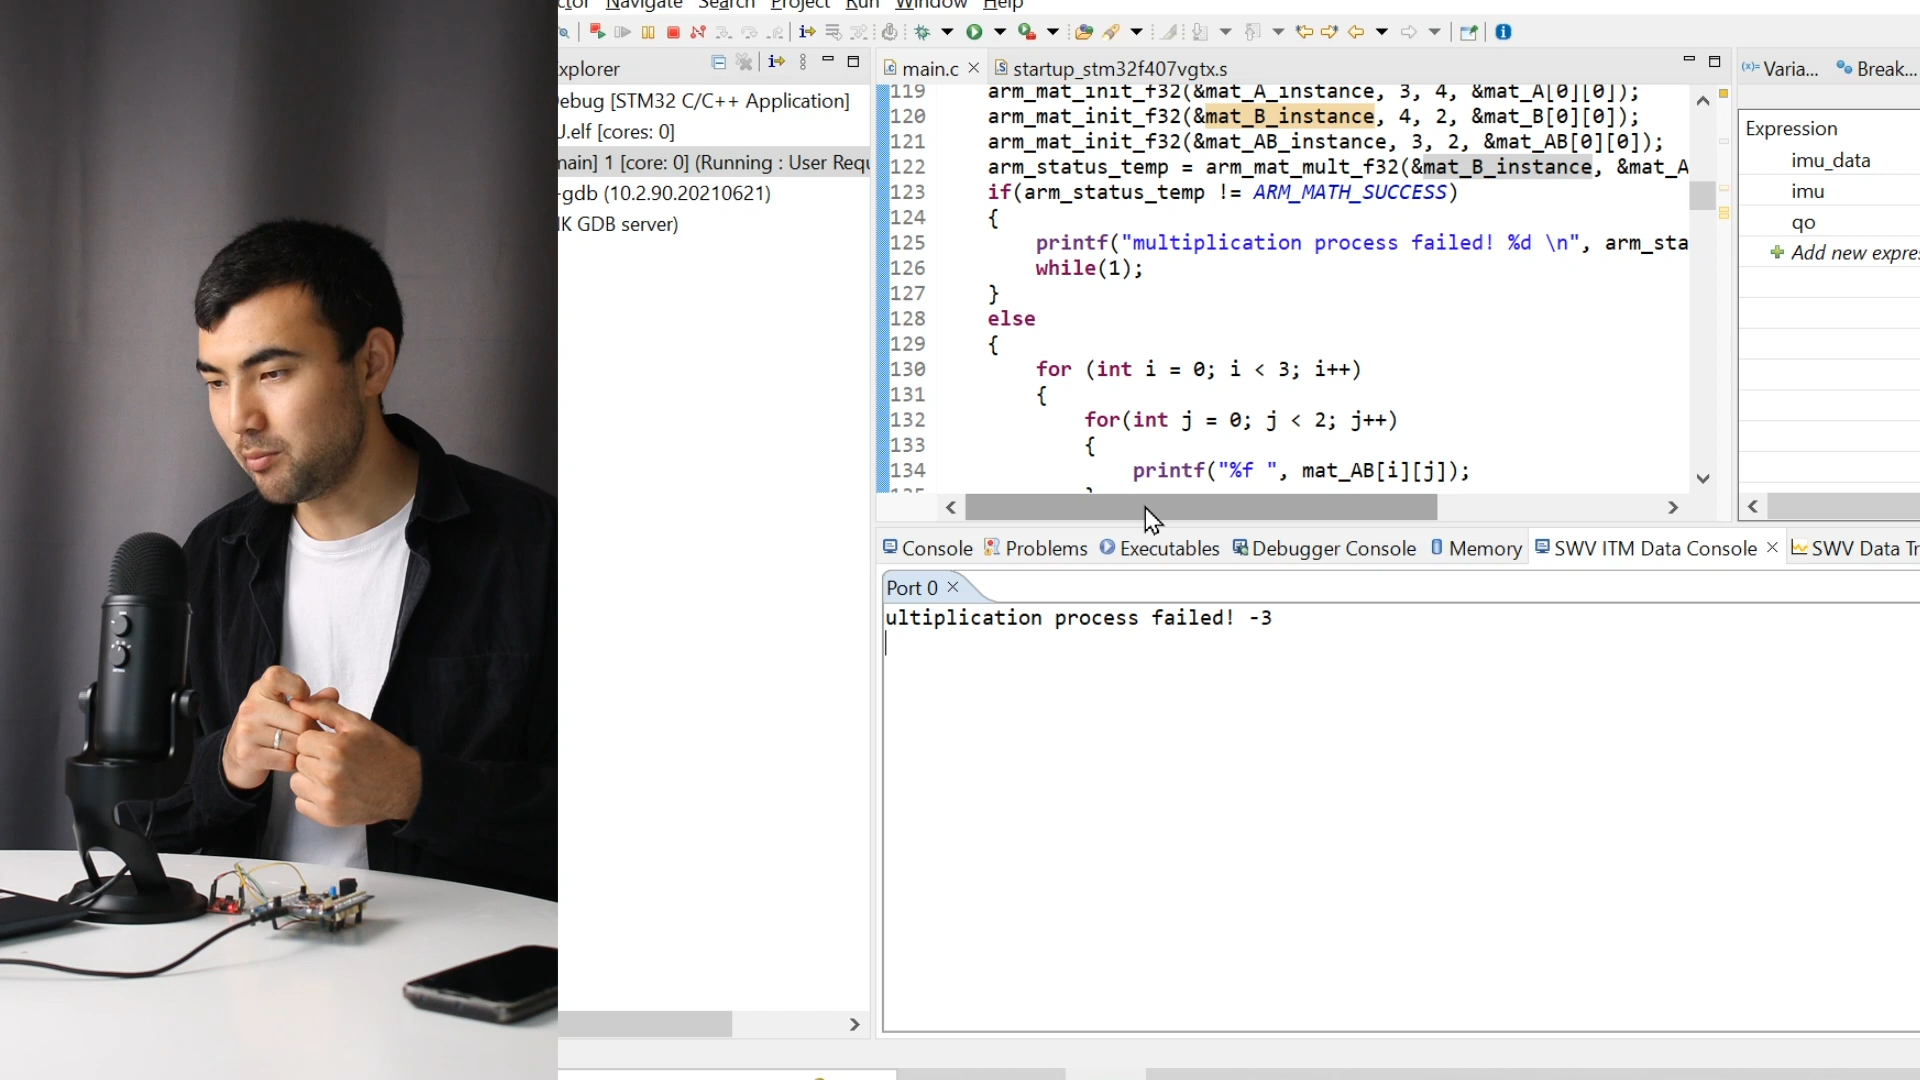 Navigate Search Project Run Window Help
xplorer
ebug [STM32 C/C++ Application]
J.elf [cores: 0]
main] 1 [core: 0] (Running : User Requ
-gdb (10.2.90.20210621)
K GDB server)
main.c
startup_stm32f407vgtx.s
119 arm_mat_init_f32(&mat_A_instance, 3, 4, &mat_A[0][0]);
120 arm_mat_init_f32(&mat_B_instance, 4, 2, &mat_B[0][0]);
121 arm_mat_init_f32(&mat_AB_instance, 3, 2, &mat_AB[0][0]);
122 arm_status_temp = arm_mat_mult_f32(&mat_B_instance, &mat_A
123 if(arm_status_temp != ARM_MATH_SUCCESS)
124 {
125 printf("multiplication process failed! %d \n", arm_sta
126 while(1);
127 }
128 else
129 {
130 for (int i = 0; i < 3; i++)
131 {
132 for(int j = 0; j < 2; j++)
133 {
134 printf("%f ", mat_AB[i][j]);
(x)= Varia...
Break...
Expression
imu_data
imu
qo
Add new expre
Console Problems Executables Debugger Console Memory SWV ITM Data Console SWV Data Tr
Port 0
ultiplication process failed! -3